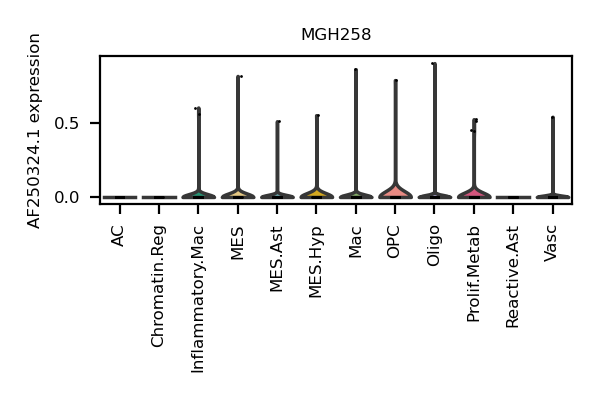 MGH258
AF250324.1 expression
0.5
0.0
AC
Chromatin.Reg
Inflammatory.Mac
MES
MES.Ast
MES.Hyp
Mac
OPC
Oligo
Prolif.Metab
Reactive.Ast
Vasc